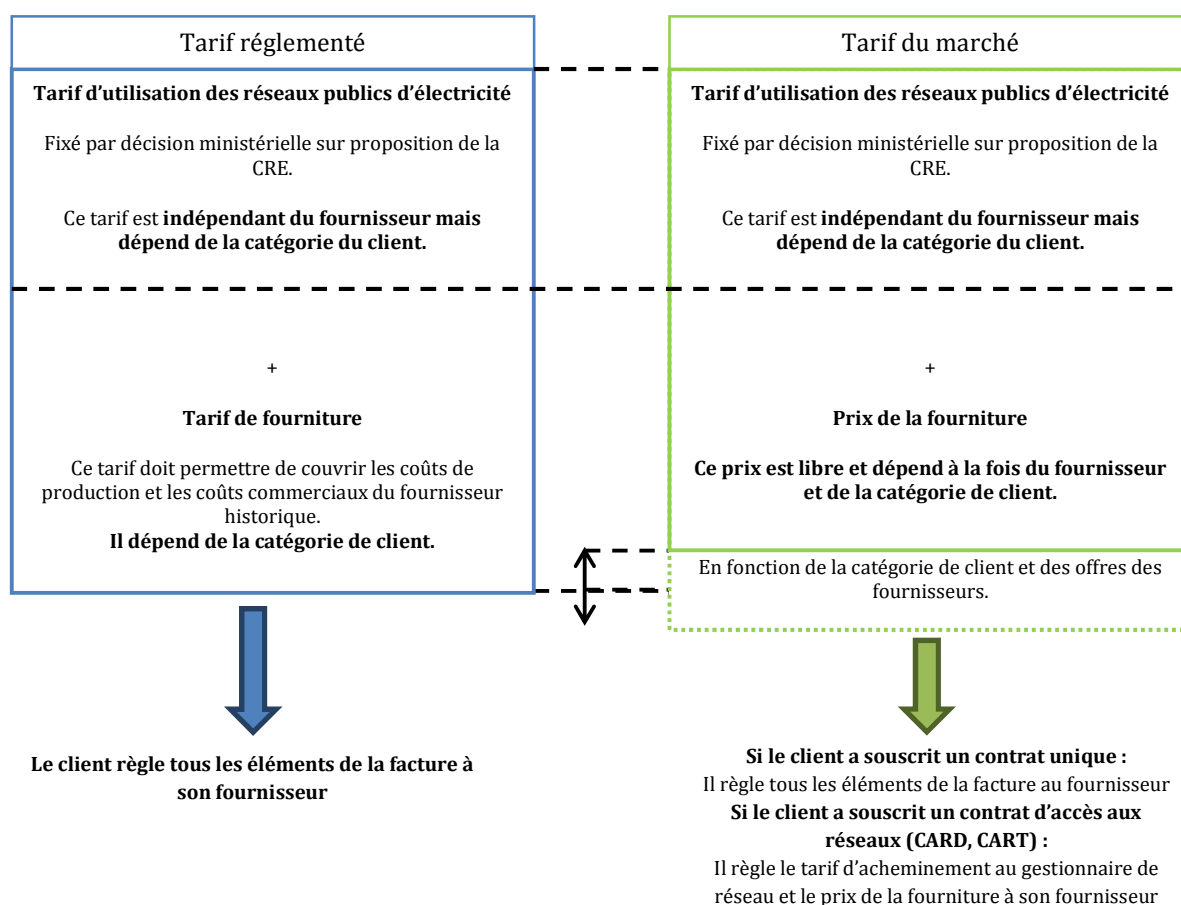 Tarif réglementé
Tarif d'utilisation des réseaux publics d'électricité
Fixé par décision ministérielle sur proposition de la
CRE.
Ce tarif est indépendant du fournisseur mais
dépend de la catégorie du client.
+
Tarif de fourniture
Ce tarif doit permettre de couvrir les coûts de
production et les coûts commerciaux du fournisseur
historique.
Il dépend de la catégorie de client.
Le client règle tous les éléments de la facture à
son fournisseur
Tarif du marché
Tarif d'utilisation des réseaux publics d'électricité
Fixé par décision ministérielle sur proposition de la
CRE.
Ce tarif est indépendant du fournisseur mais
dépend de la catégorie du client.
+
Prix de la fourniture
Ce prix est libre et dépend à la fois du fournisseur
et de la catégorie de client.
En fonction de la catégorie de client et des offres des
fournisseurs.
Si le client a souscrit un contrat unique :
Il règle tous les éléments de la facture au fournisseur
Si le client a souscrit un contrat d'accès aux
réseaux (CARD, CART) :
Il règle le tarif d'acheminement au gestionnaire de
réseau et le prix de la fourniture à son fournisseur